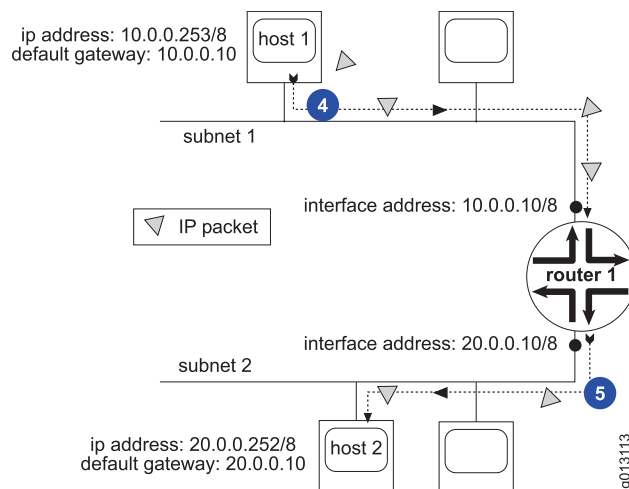 ip address: 10.0.0.253/8
default gateway: 10.0.0.10
host 1
4
subnet 1
interface address: 10.0.0.10/8
IP packet
router 1
interface address: 20.0.0.10/8
subnet 2
5
ip address: 20.0.0.252/8
default gateway: 20.0.0.10
host 2
g013113